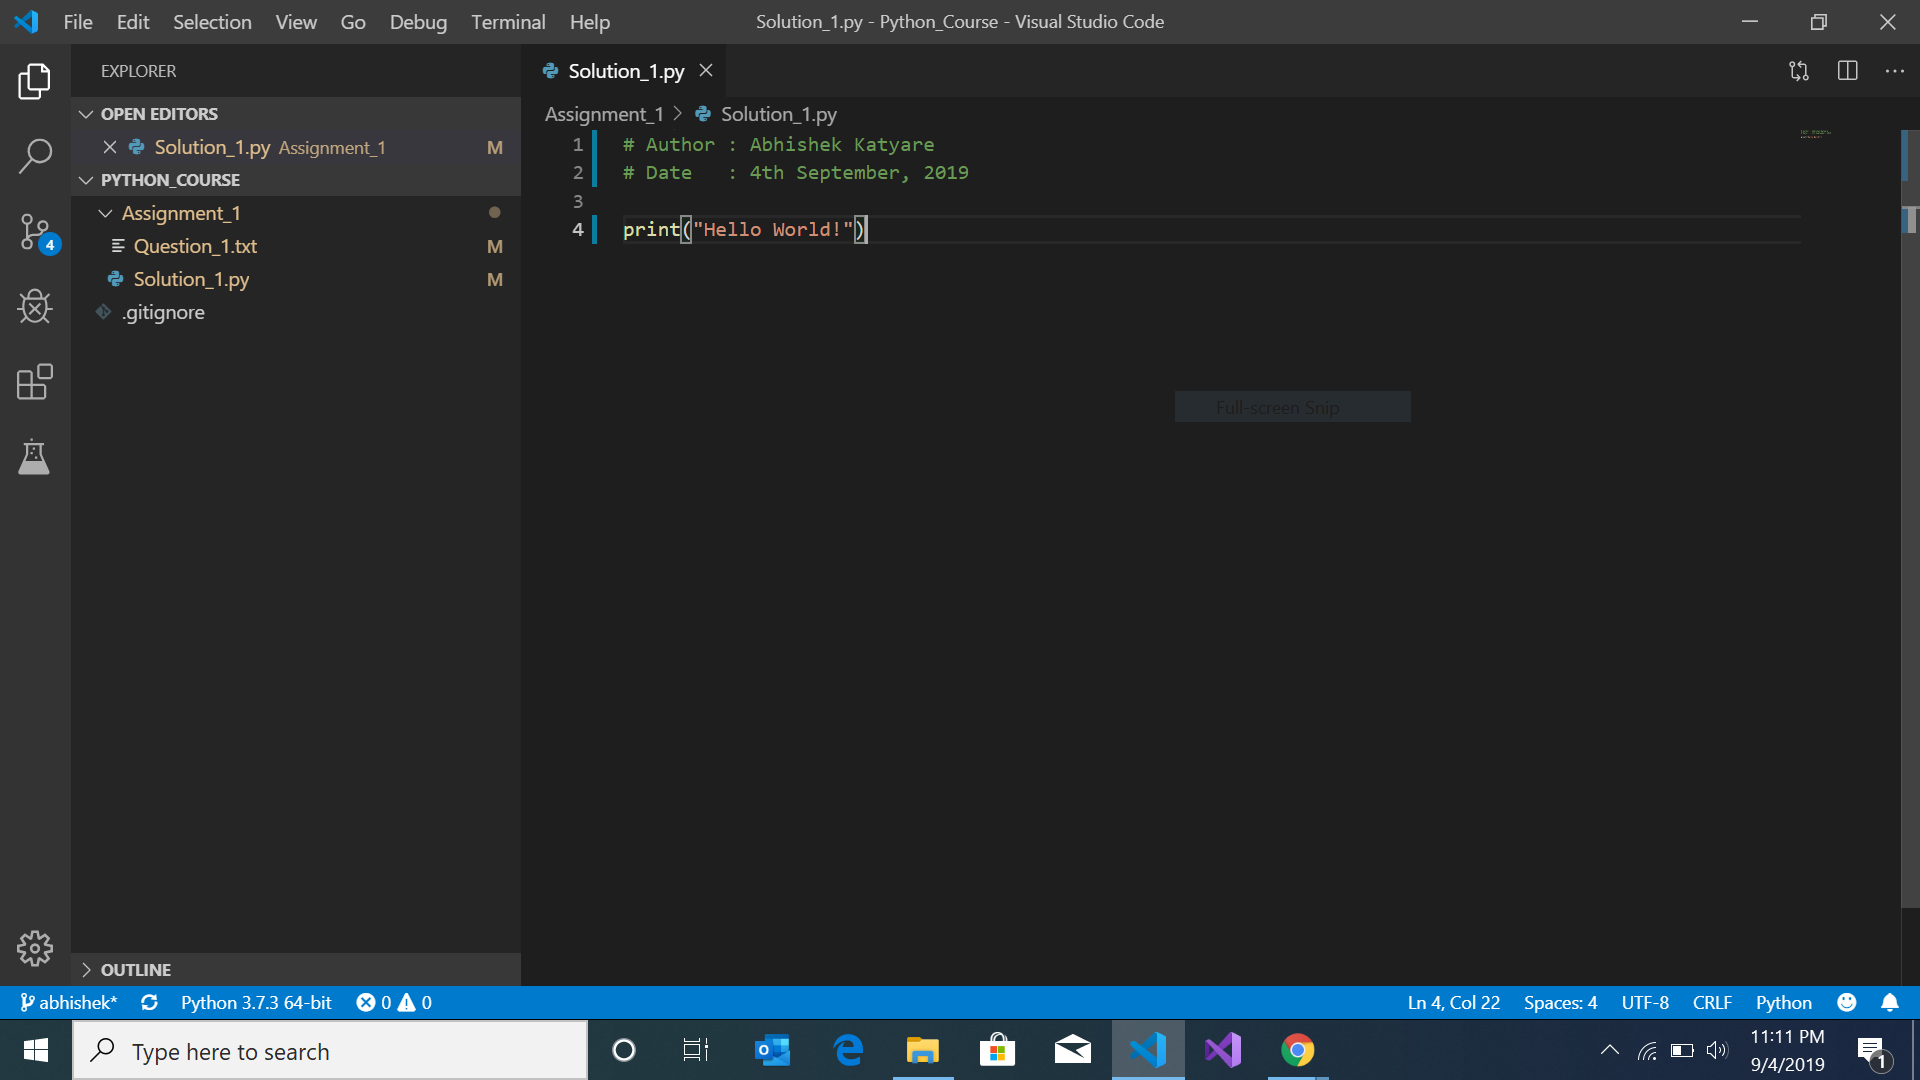 File Edit Selection View Go Debug Terminal Help
Solution_1.py - Python_Course - Visual Studio Code
EXPLORER
OPEN EDITORS
Solution_1.py Assignment_1 M
PYTHON_COURSE
Assignment_1
Question_1.txt M
Solution_1.py M
.gitignore
4
OUTLINE
Solution_1.py
Assignment_1 > Solution_1.py
1 # Author : Abhishek Katyare
2 # Date   : 4th September, 2019
3
4 print("Hello World!")
Full-screen Snip
abhishek* Python 3.7.3 64-bit 0 0
Ln 4, Col 22 Spaces: 4 UTF-8 CRLF Python
Type here to search
11:11 PM
9/4/2019
1